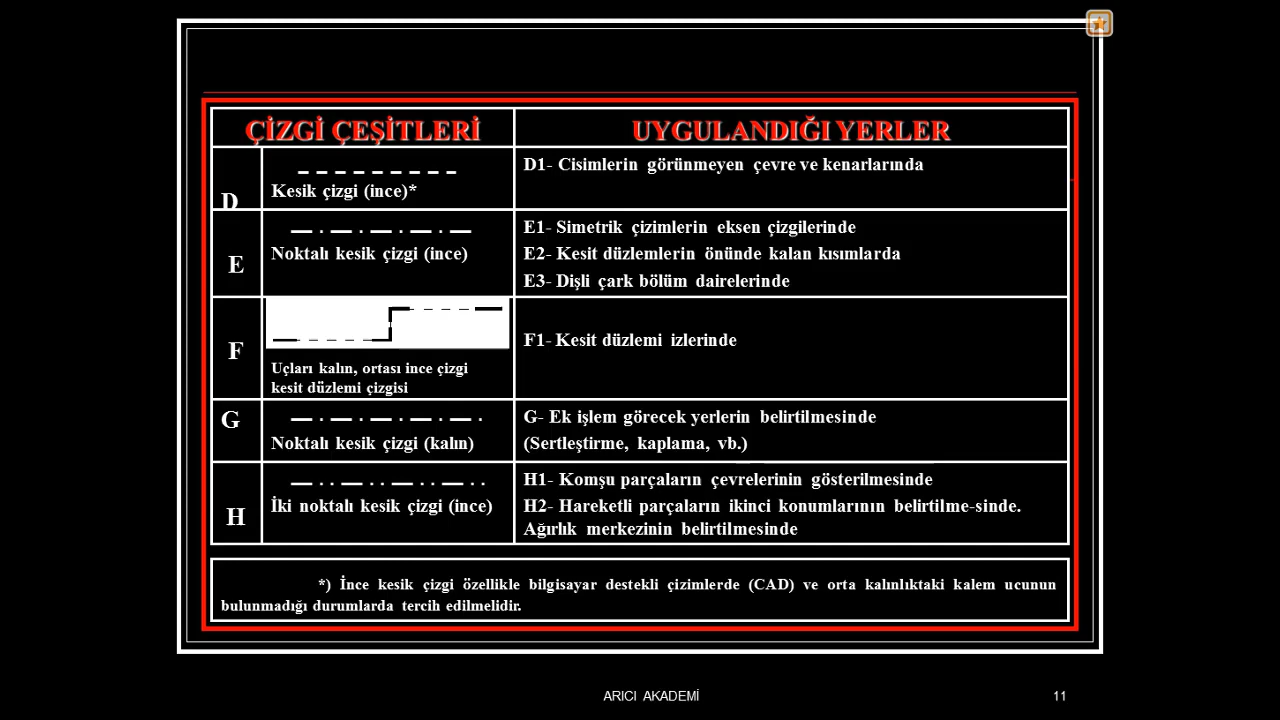 ÇİZGİ ÇEŞİTLERİ UYGULANDIĞI YERLER
D
Kesik çizgi (ince)*
D1- Cisimlerin görünmeyen çevre ve kenarlarında
E
Noktalı kesik çizgi (ince)
E1- Simetrik çizimlerin eksen çizgilerinde
E2- Kesit düzlemlerin önünde kalan kısımlarda
E3- Dişli çark bölüm dairelerinde
F
Uçları kalın, ortası ince çizgi
kesit düzlemi çizgisi
F1- Kesit düzlemi izlerinde
G
Noktalı kesik çizgi (kalın)
G- Ek işlem görecek yerlerin belirtilmesinde
(Sertleştirme, kaplama, vb.)
H
İki noktalı kesik çizgi (ince)
H1- Komşu parçaların çevrelerinin gösterilmesinde
H2- Hareketli parçaların ikinci konumlarının belirtilme-sinde.
Ağırlık merkezinin belirtilmesinde
*) İnce kesik çizgi özellikle bilgisayar destekli çizimlerde (CAD) ve orta kalınlıktaki kalem ucunun
bulunmadığı durumlarda tercih edilmelidir.
ARICI AKADEMİ 11